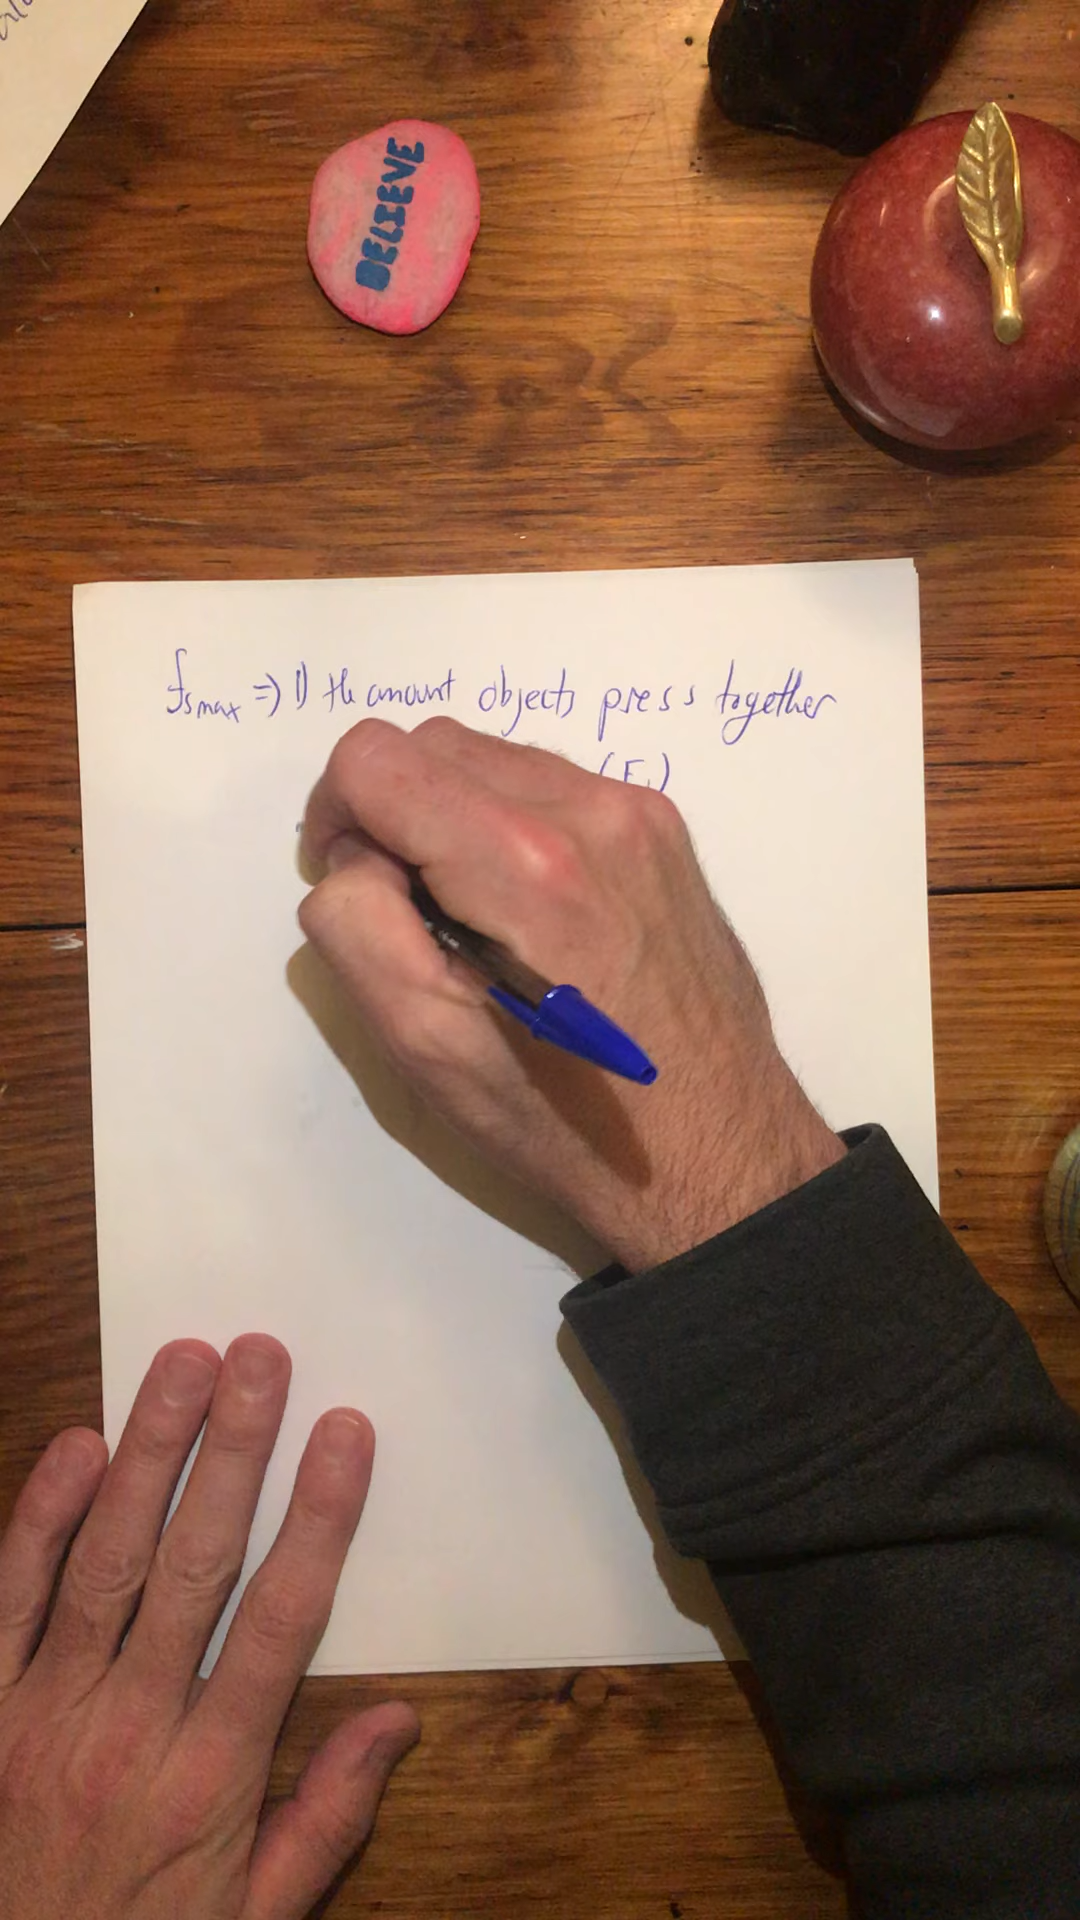 BELIEVE
fsmax => 1) the amount objects press together